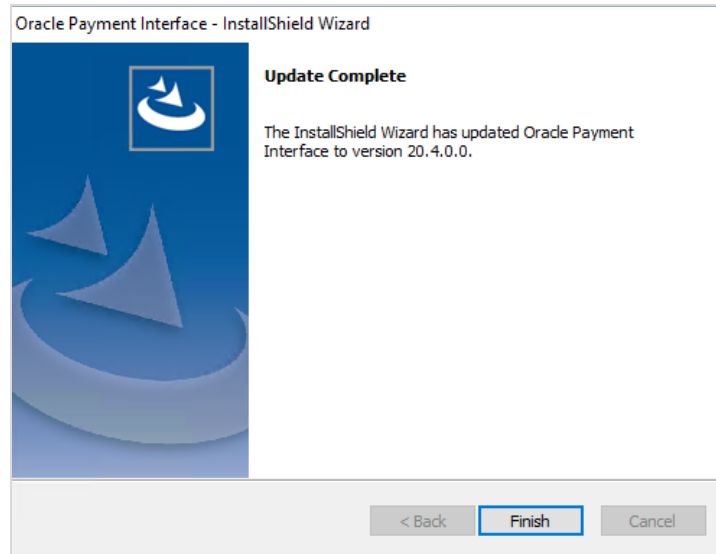 Oracle Payment Interface - InstallShield Wizard
Update Complete
The InstallShield Wizard has updated Oracle Payment
Interface to version 20.4.0.0.
< Back
Finish
Cancel